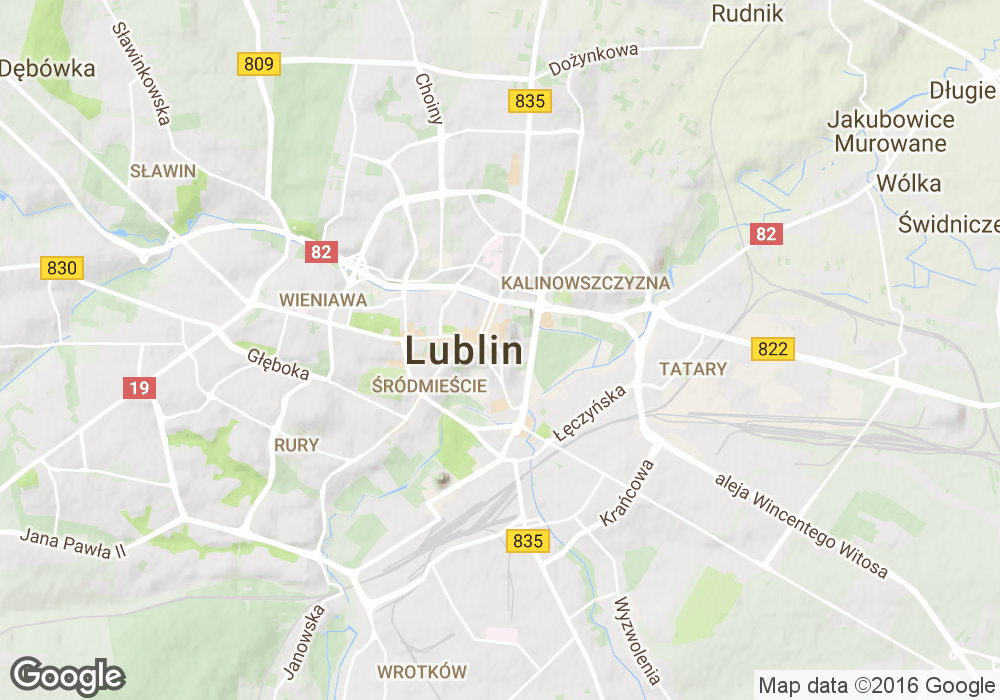 Rudnik
Dożynkowa
Dębówka
809
Sławinkowska
Choiny
835
Długie
Jakubowice
Murowane
SŁAWIN
Wólka
Świdnicze
82
82
830
KALINOWSZCZYZNA
WIENIAWA
Lublin
822
Głęboka
TATARY
19
ŚRÓDMIEŚCIE
Łęczyńska
RURY
Krańcowa
aleja Wincentego Witosa
Jana Pawła II
835
Janowska
Wyzwolenia
WROTKÓW
Google
Map data ©2016 Google